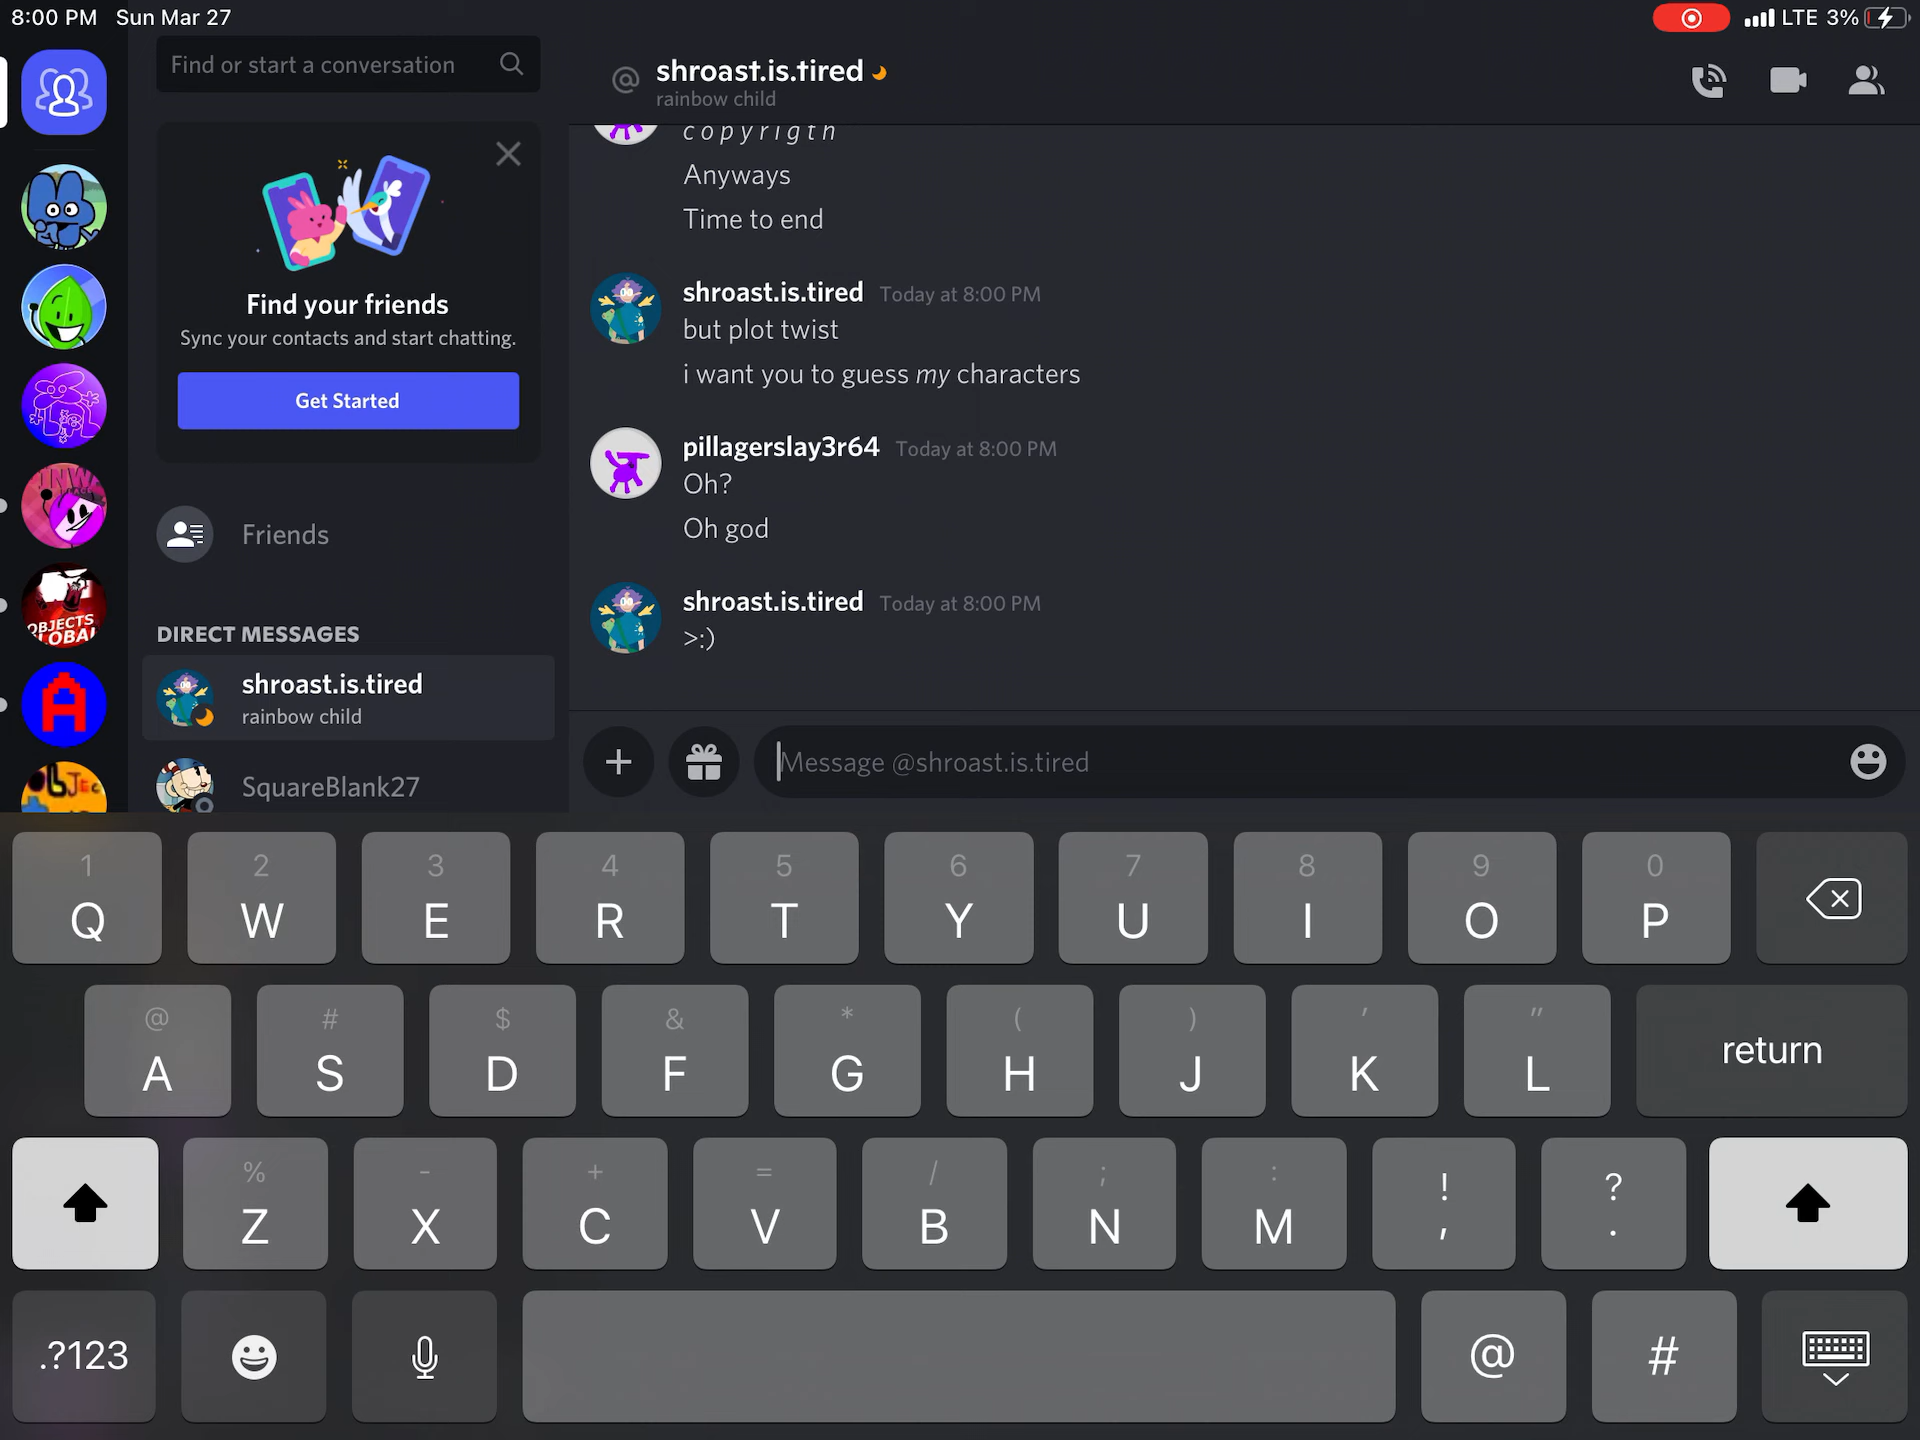 8:00 PM Sun Mar 27
LTE 3%
Find or start a conversation
Find your friends
Sync your contacts and start chatting.
Get Started
Friends
DIRECT MESSAGES
shroast.is.tired
rainbow child
SquareBlank27
OBJECTS
A
@ shroast.is.tired
rainbow child
copyrigth
Anyways
Time to end
shroast.is.tired Today at 8:00 PM
but plot twist
i want you to guess my characters
pillagerslay3r64 Today at 8:00 PM
Oh?
Oh god
shroast.is.tired Today at 8:00 PM
>:)
Message @shroast.is.tired
1 2 3 4 5 6 7 8 9 0
Q W E R T Y U I O P
@ # $ & * ( ) ' "
A S D F G H J K L return
% - + = / ; : ! ?
Z X C V B N M , .
.?123 @ #